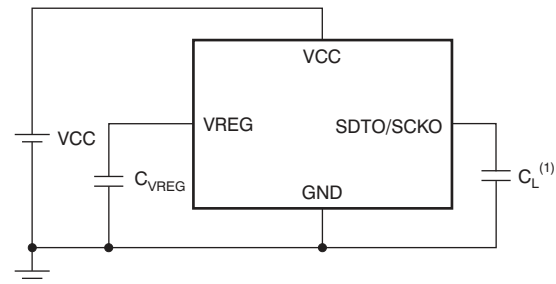 VCC
VREG
SDTO/SCKO
VCC
C_VREG
GND
C_L^(1)